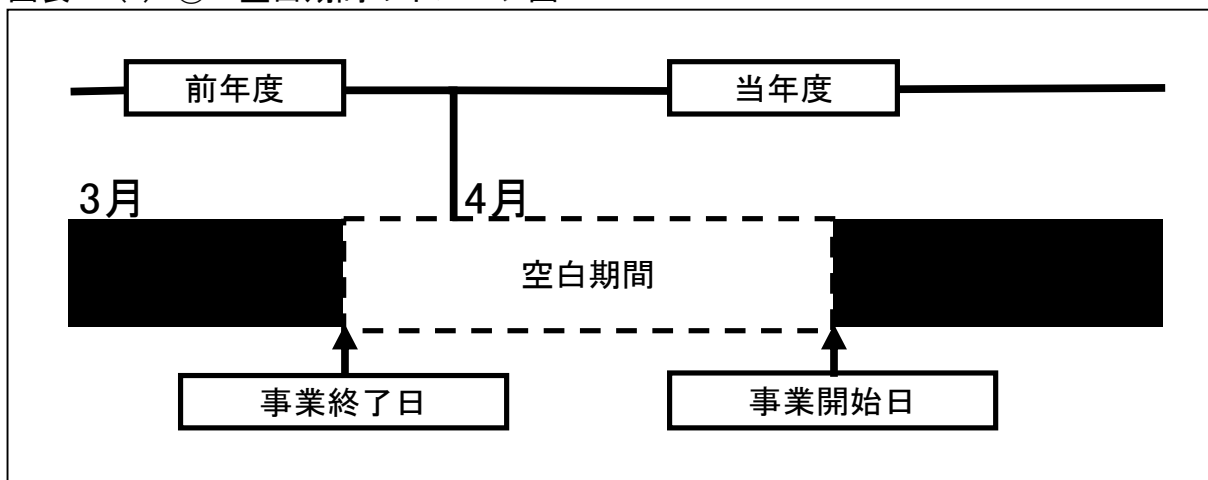 前年度
当年度
3月
4月
空白期間
事業終了日
事業開始日